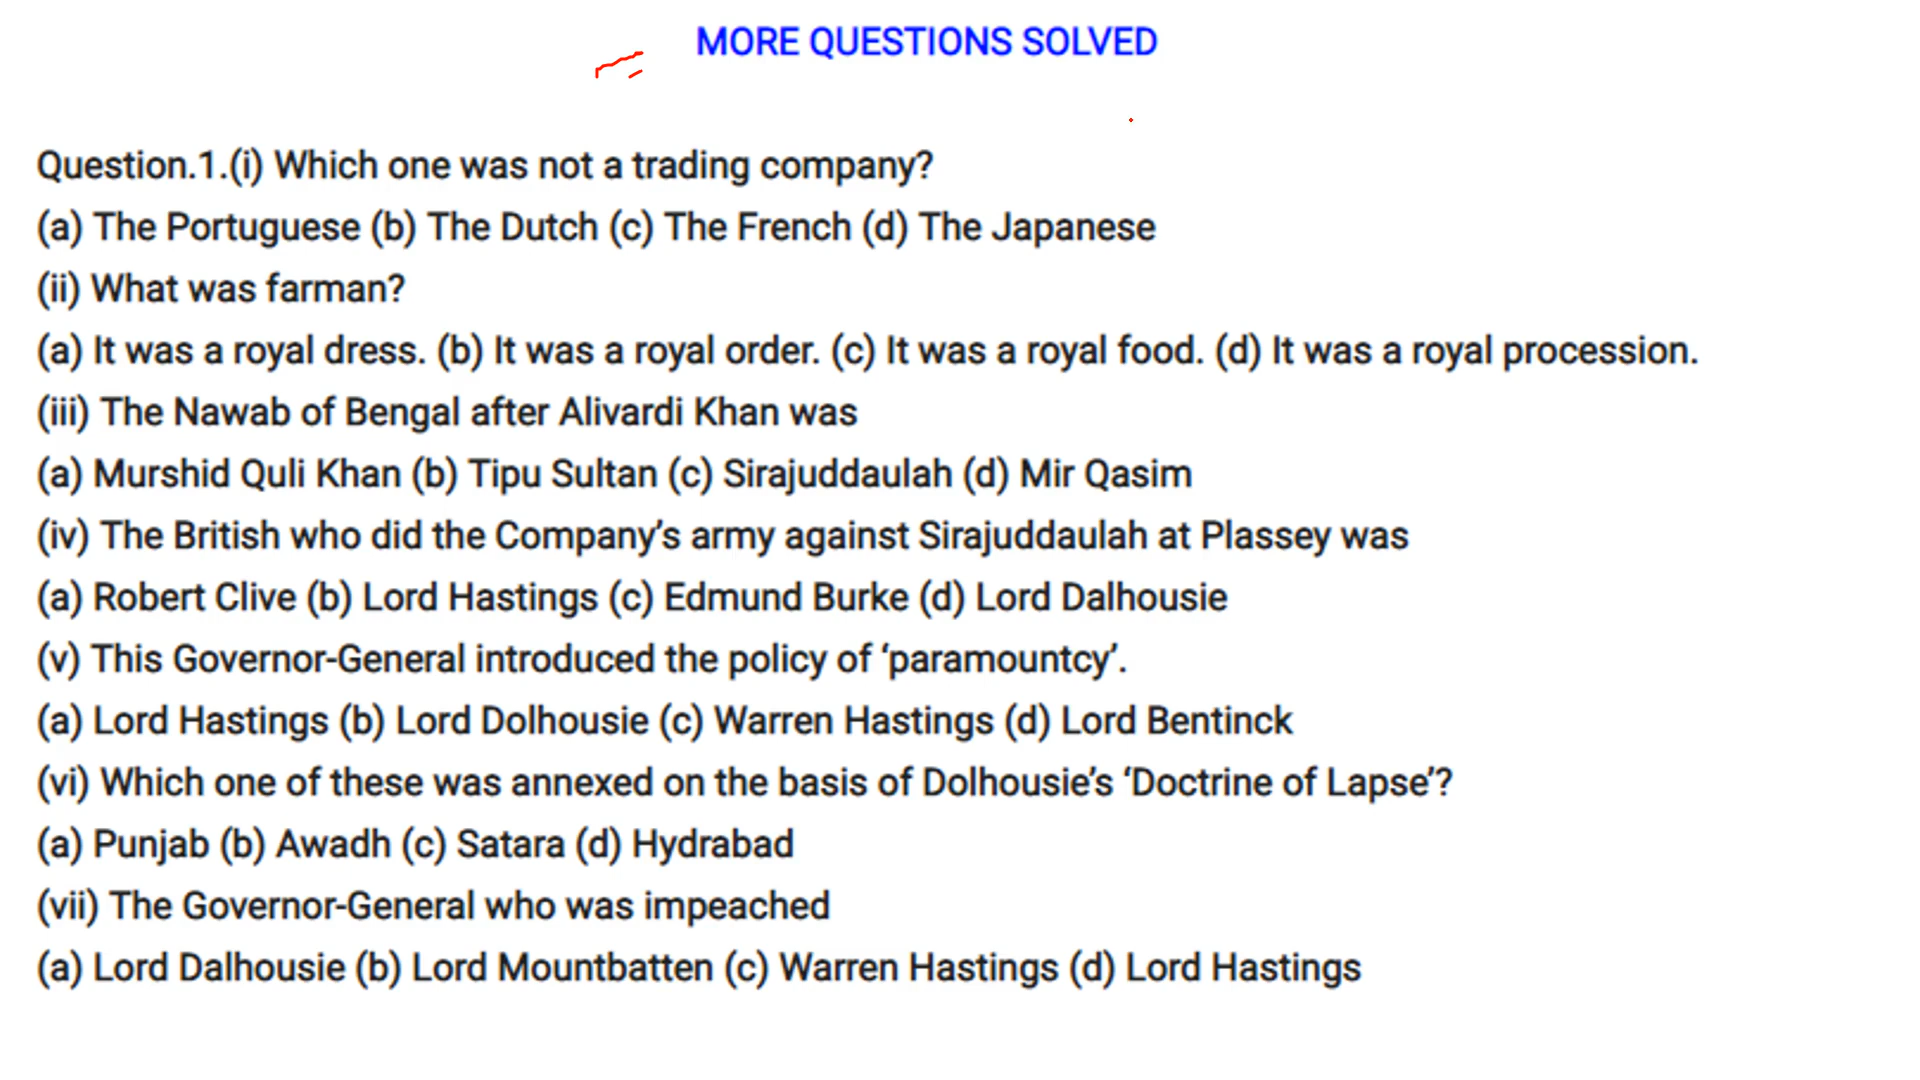 MORE QUESTIONS SOLVED
Question.1.(i) Which one was not a trading company?
(a) The Portuguese (b) The Dutch (c) The French (d) The Japanese
(ii) What was farman?
(a) It was a royal dress. (b) It was a royal order. (c) It was a royal food. (d) It was a royal procession.
(iii) The Nawab of Bengal after Alivardi Khan was
(a) Murshid Quli Khan (b) Tipu Sultan (c) Sirajuddaulah (d) Mir Qasim
(iv) The British who did the Company’s army against Sirajuddaulah at Plassey was
(a) Robert Clive (b) Lord Hastings (c) Edmund Burke (d) Lord Dalhousie
(v) This Governor-General introduced the policy of ‘paramountcy’.
(a) Lord Hastings (b) Lord Dolhousie (c) Warren Hastings (d) Lord Bentinck
(vi) Which one of these was annexed on the basis of Dolhousie’s ‘Doctrine of Lapse’?
(a) Punjab (b) Awadh (c) Satara (d) Hydrabad
(vii) The Governor-General who was impeached
(a) Lord Dalhousie (b) Lord Mountbatten (c) Warren Hastings (d) Lord Hastings